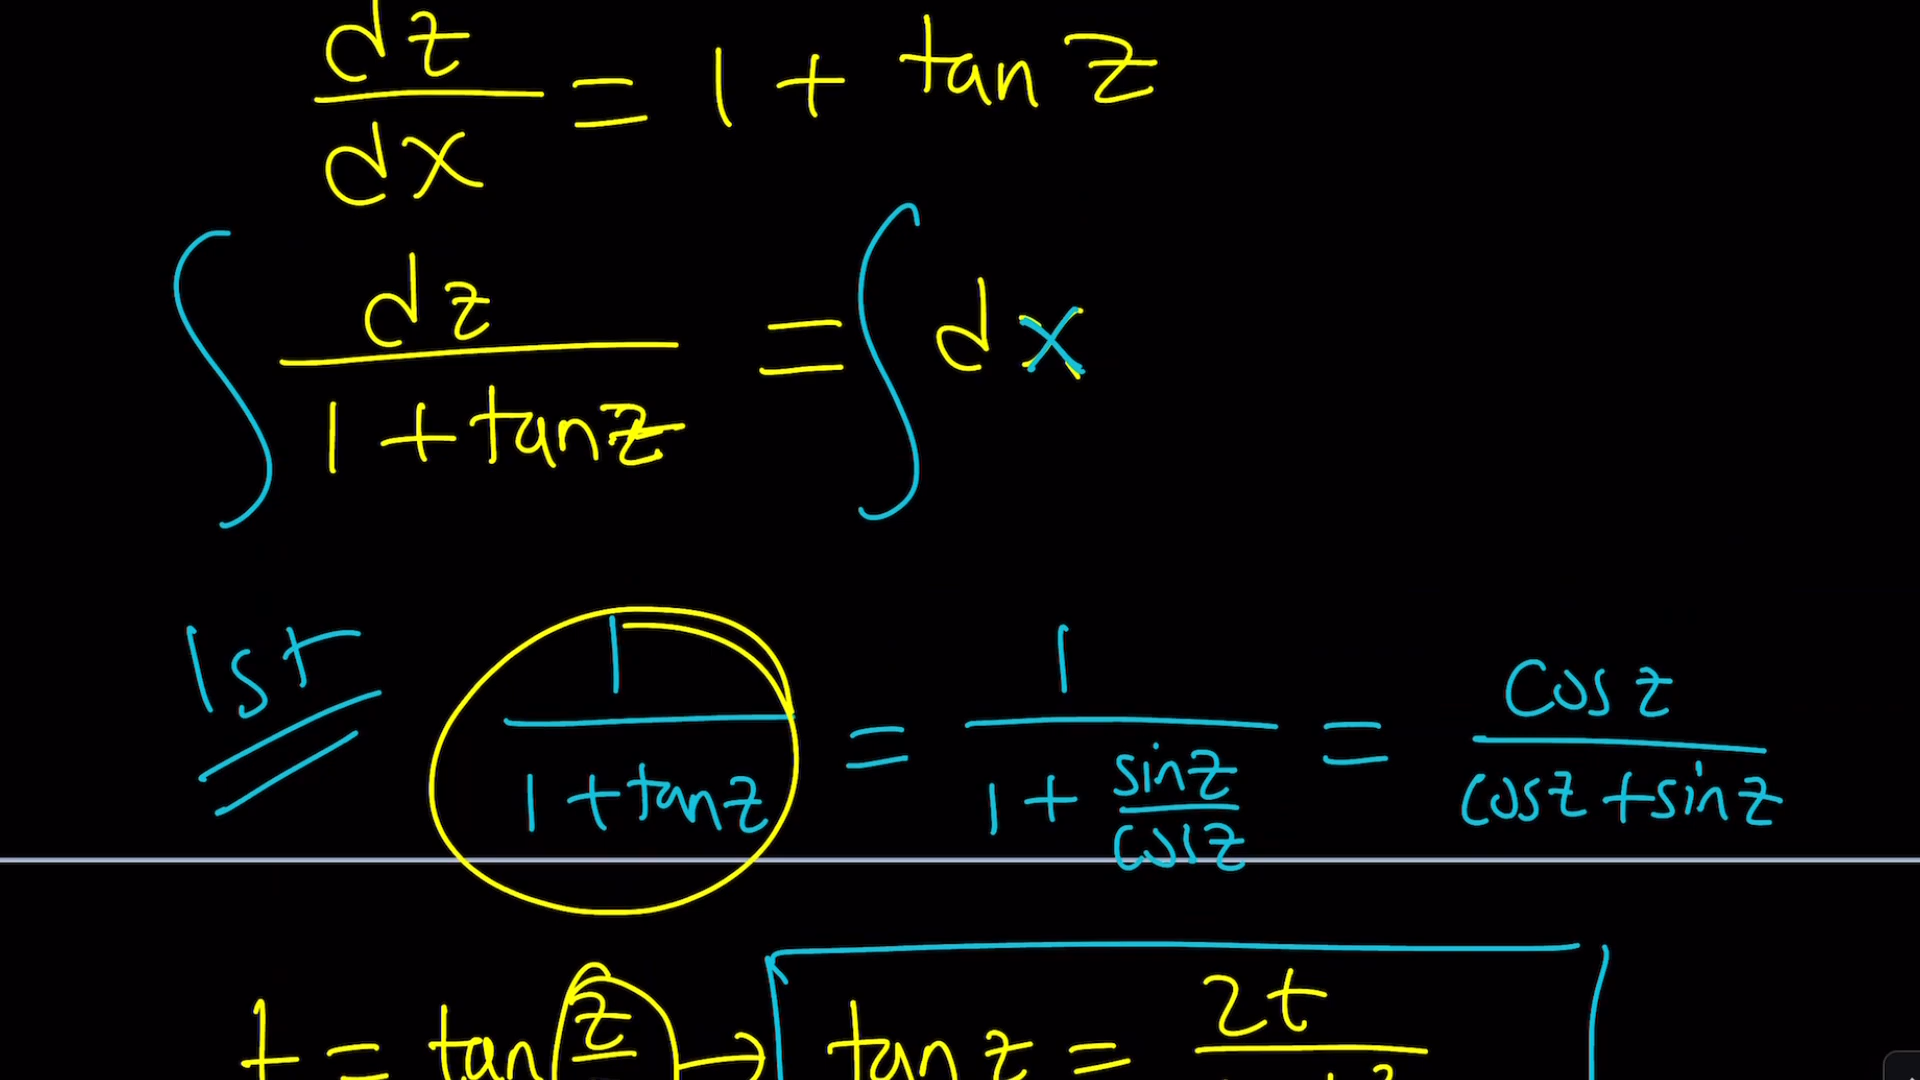 dz/dx = 1 + tan z
∫ dz/(1 + tan z) = ∫ dx
1st 1/(1 + tan z) = 1/(1 + sin z/cos z) = cos z/(cos z + sin z)
t = tan z → tan z = 2t